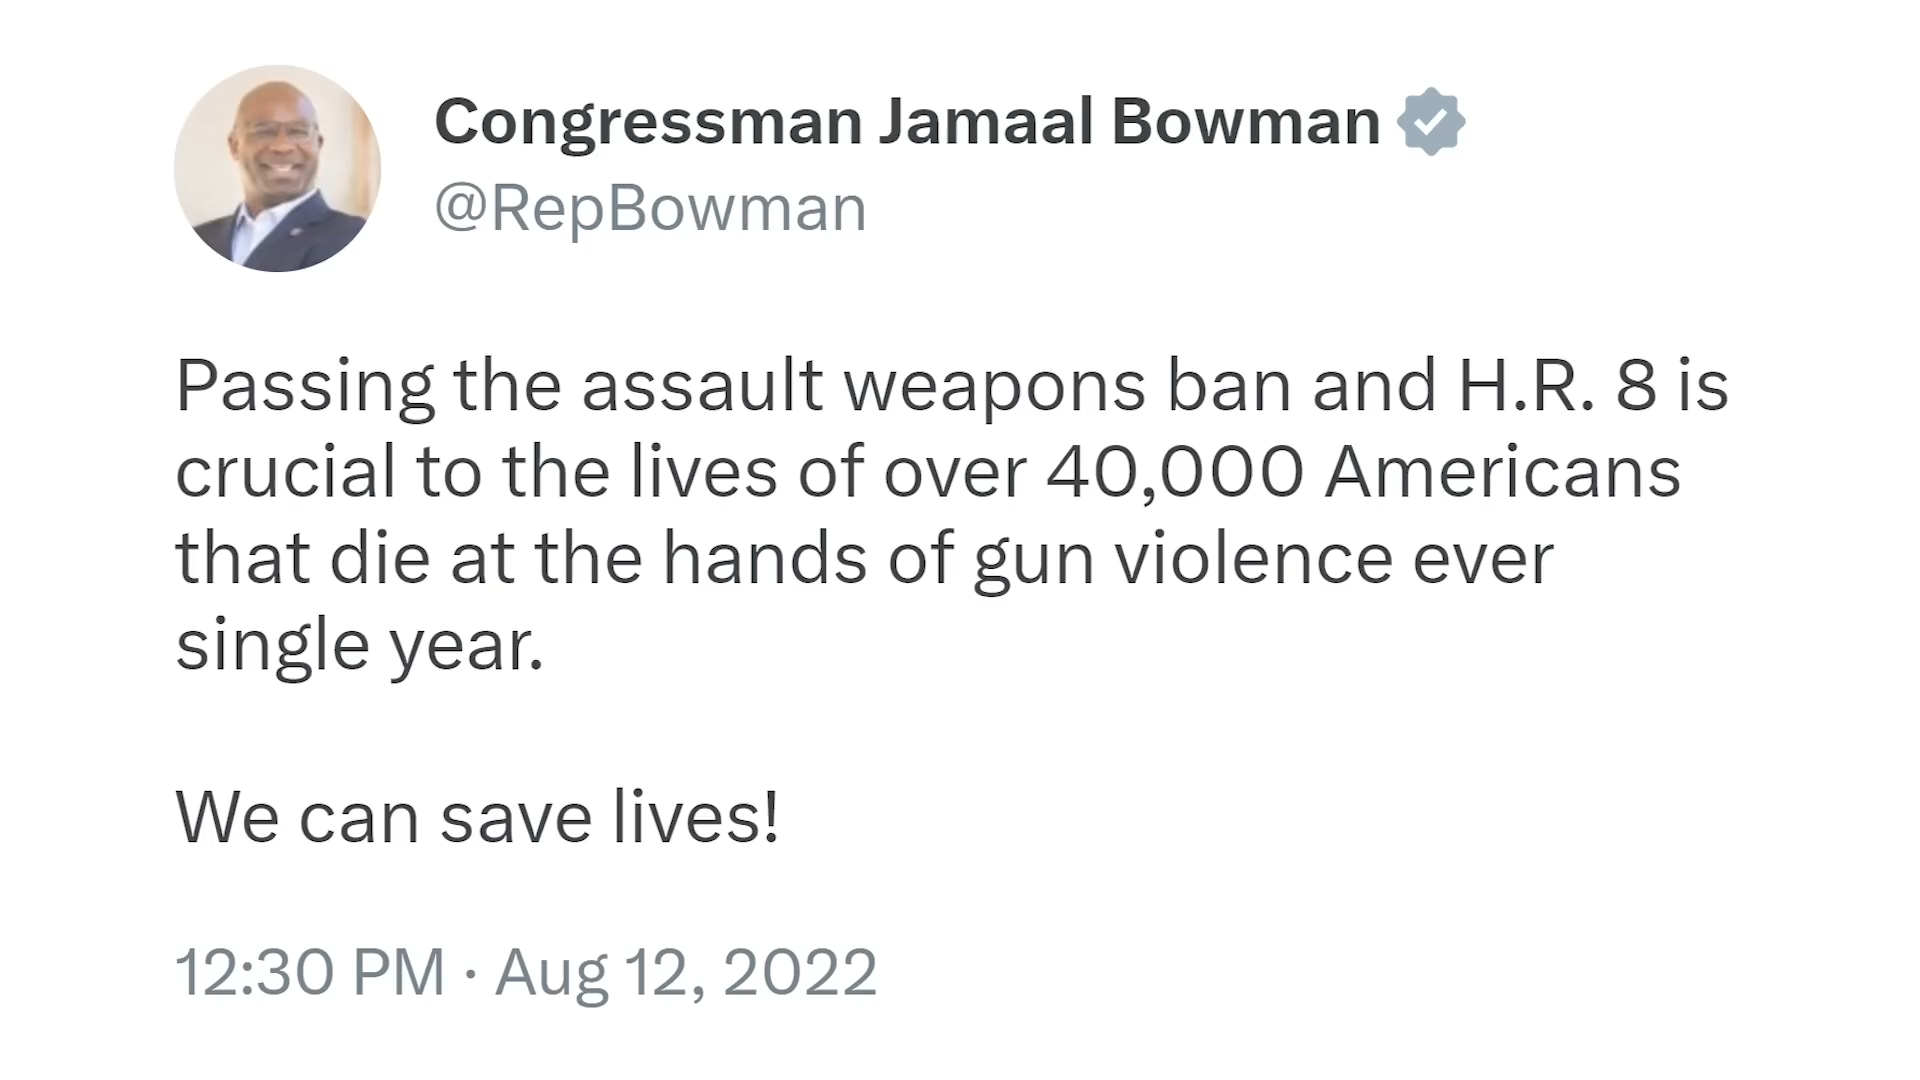 Congressman Jamaal Bowman
@RepBowman
Passing the assault weapons ban and H.R. 8 is
crucial to the lives of over 40,000 Americans
that die at the hands of gun violence ever
single year.
We can save lives!
12:30 PM · Aug 12, 2022